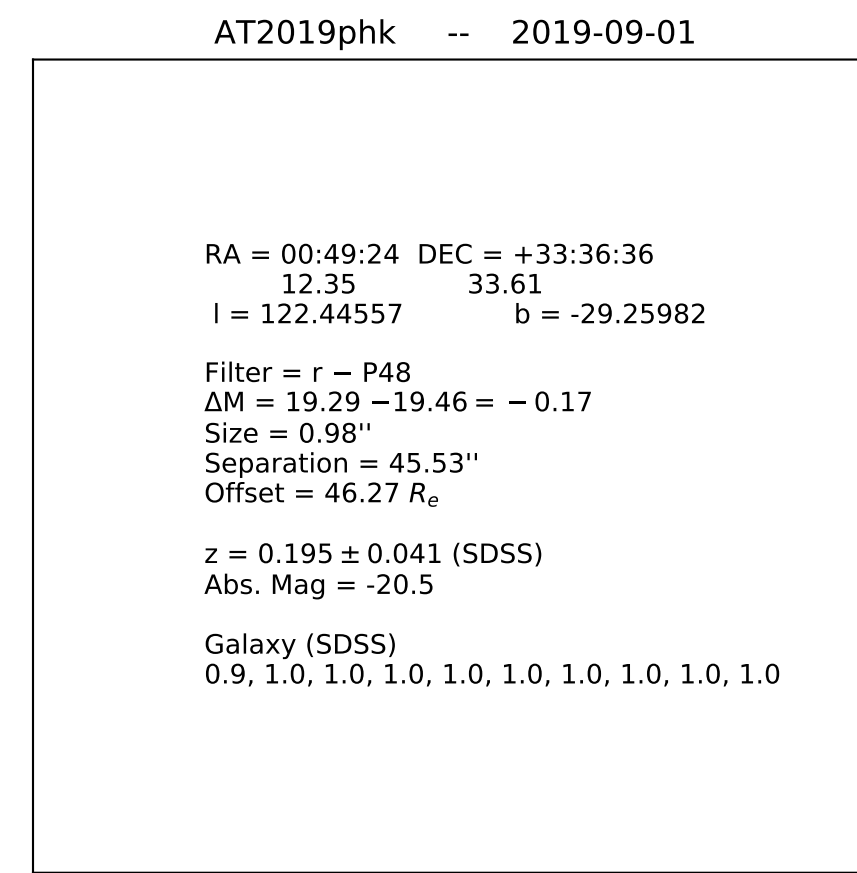 AT2019phk -- 2019-09-01
RA = 00:49:24 DEC = +33:36:36
12.35 33.61
l = 122.44557 b = -29.25982
Filter = r − P48
ΔM = 19.29 −19.46 = − 0.17
Size = 0.98''
Separation = 45.53''
Offset = 46.27 Re
z = 0.195 ± 0.041 (SDSS)
Abs. Mag = -20.5
Galaxy (SDSS)
0.9, 1.0, 1.0, 1.0, 1.0, 1.0, 1.0, 1.0, 1.0, 1.0